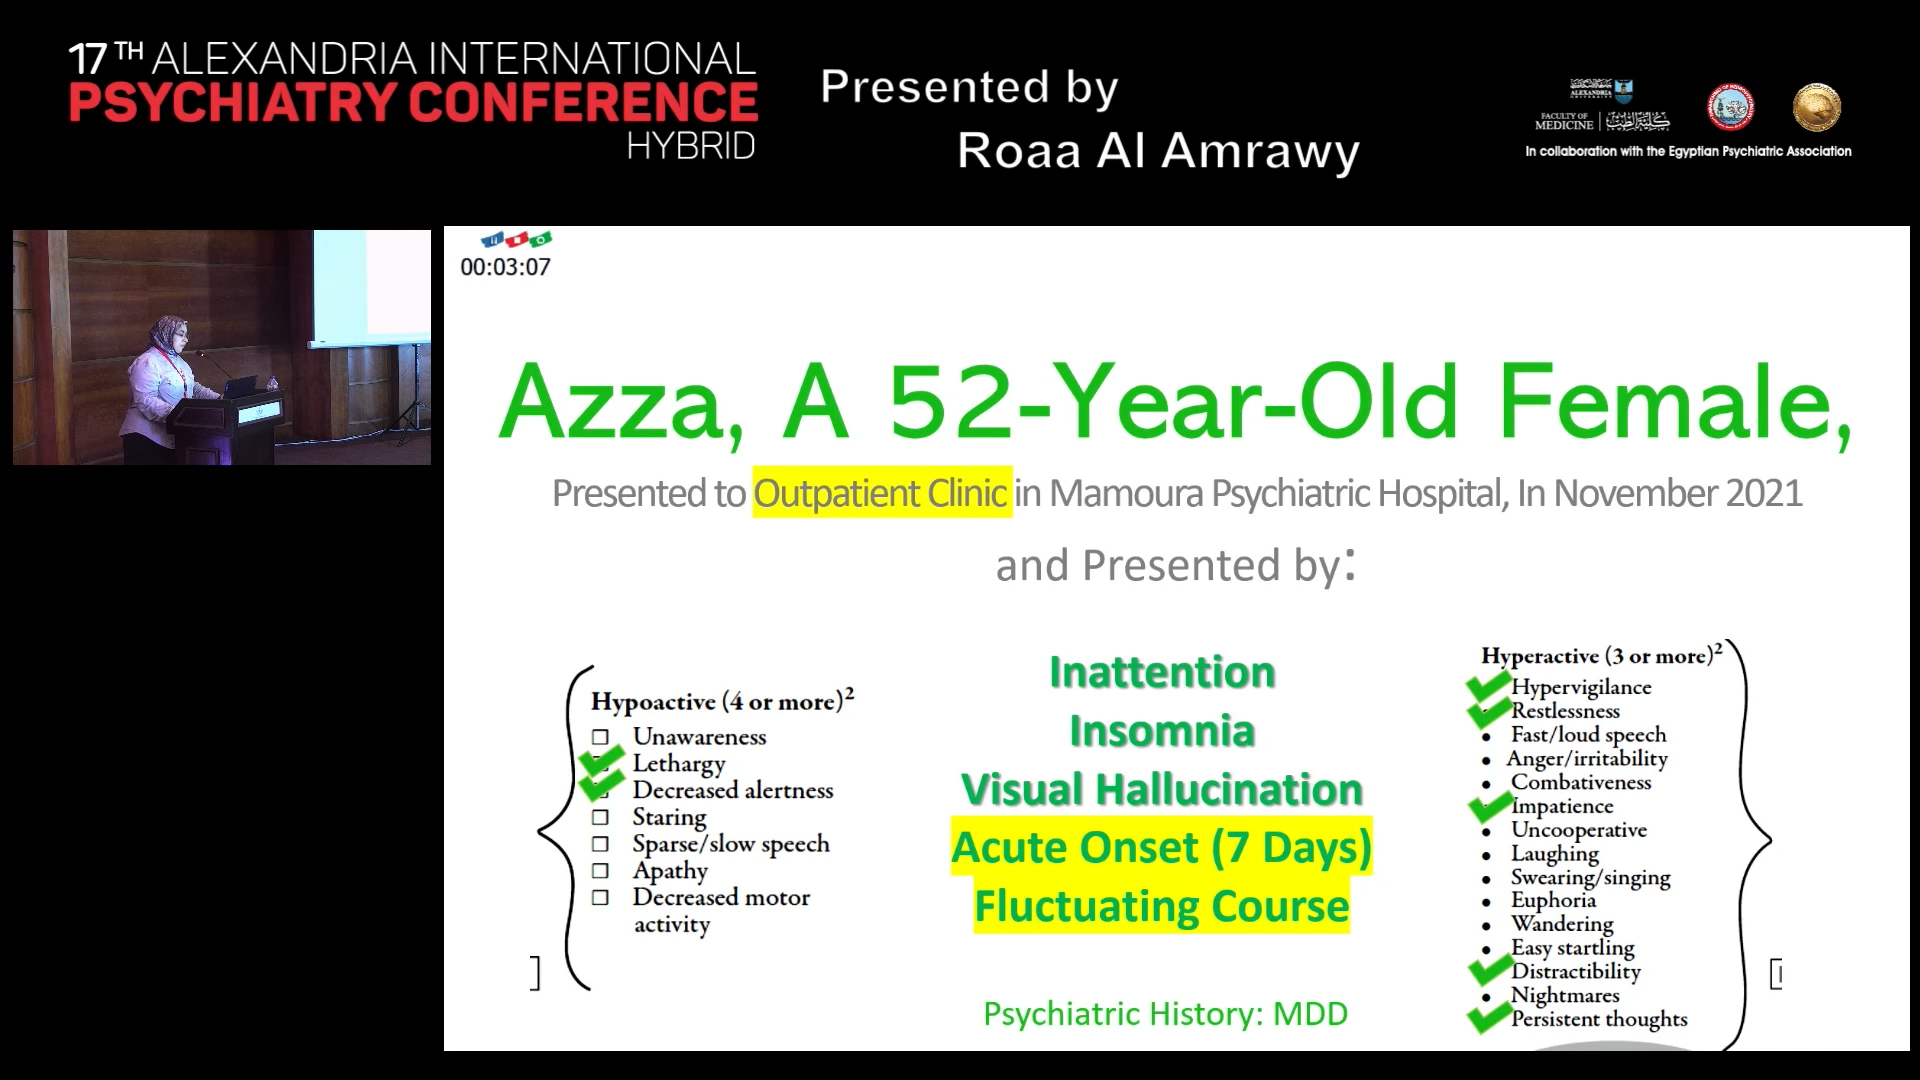 17TH ALEXANDRIA INTERNATIONAL
PSYCHIATRY CONFERENCE
HYBRID
Presented by
Roaa Al Amrawy
ALEXANDRIA
FACULTY OF
MEDICINE
كلية الطب
In collaboration with the Egyptian Psychiatric Association
00:03:07
Azza, A 52-Year-Old Female,
Presented to Outpatient Clinic in Mamoura Psychiatric Hospital, In November 2021
and Presented by:
Hypoactive (4 or more)2
Unawareness
Lethargy
Decreased alertness
Staring
Sparse/slow speech
Apathy
Decreased motor
activity
]
Inattention
Insomnia
Visual Hallucination
Acute Onset (7 Days)
Fluctuating Course
Psychiatric History: MDD
Hyperactive (3 or more)2
Hypervigilance
Restlessness
Fast/loud speech
Anger/irritability
Combativeness
Impatience
Uncooperative
Laughing
Swearing/singing
Euphoria
Wandering
Easy startling
Distractibility
Nightmares
Persistent thoughts